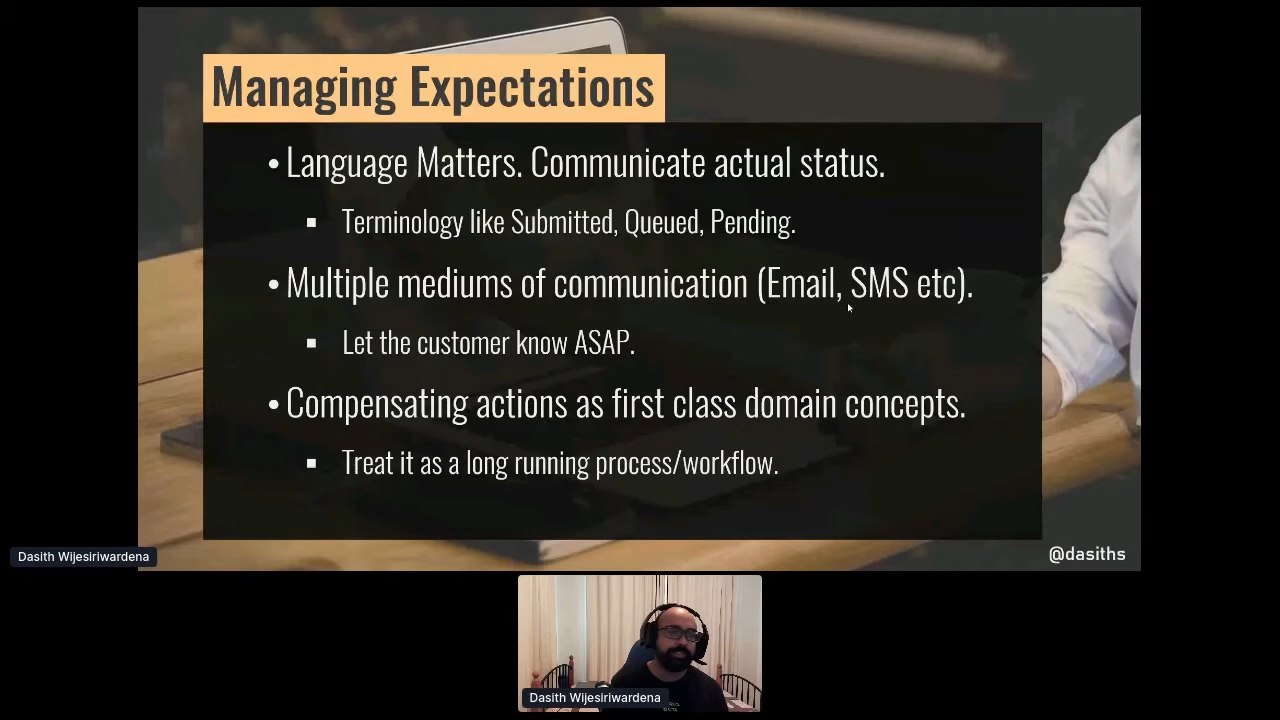 Managing Expectations
• Language Matters. Communicate actual status.
▪ Terminology like Submitted, Queued, Pending.
• Multiple mediums of communication (Email, SMS etc).
▪ Let the customer know ASAP.
• Compensating actions as first class domain concepts.
▪ Treat it as a long running process/workflow.
@dasiths
Dasith Wijesiriwardena
Dasith Wijesiriwardena